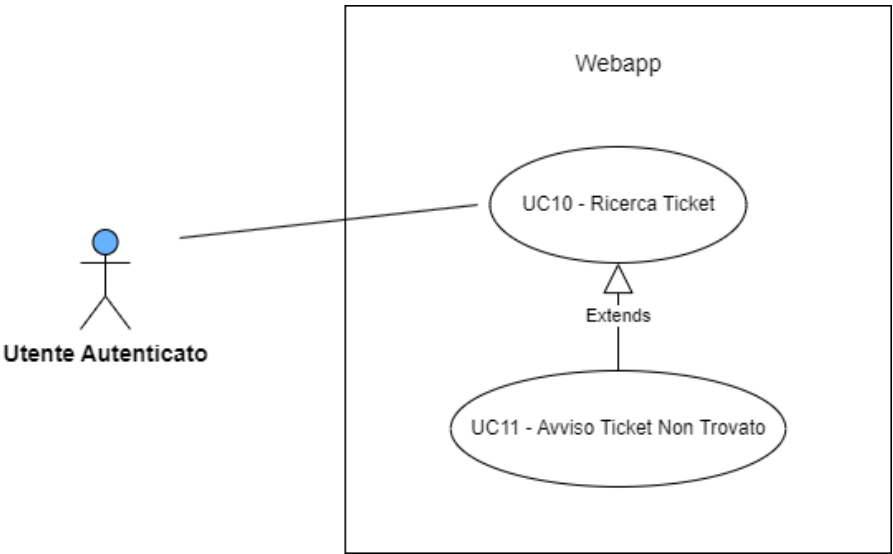 Webapp
UC10 - Ricerca Ticket
Extends
Utente Autenticato
UC11 - Avviso Ticket Non Trovato